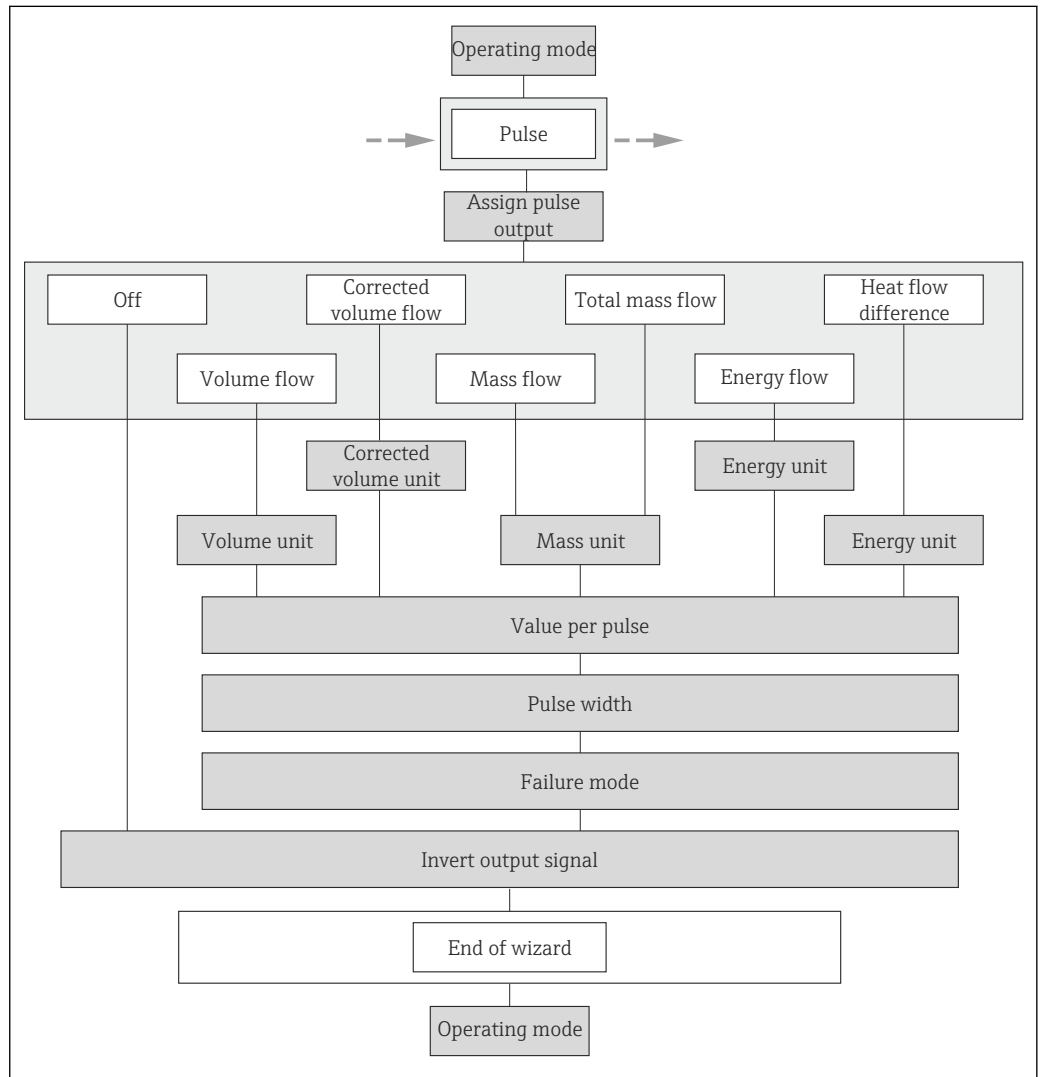 Operating mode
Pulse
Assign pulse
output
Off
Corrected
volume flow
Total mass flow
Heat flow
difference
Volume flow
Mass flow
Energy flow
Corrected
volume unit
Energy unit
Volume unit
Mass unit
Energy unit
Value per pulse
Pulse width
Failure mode
Invert output signal
End of wizard
Operating mode